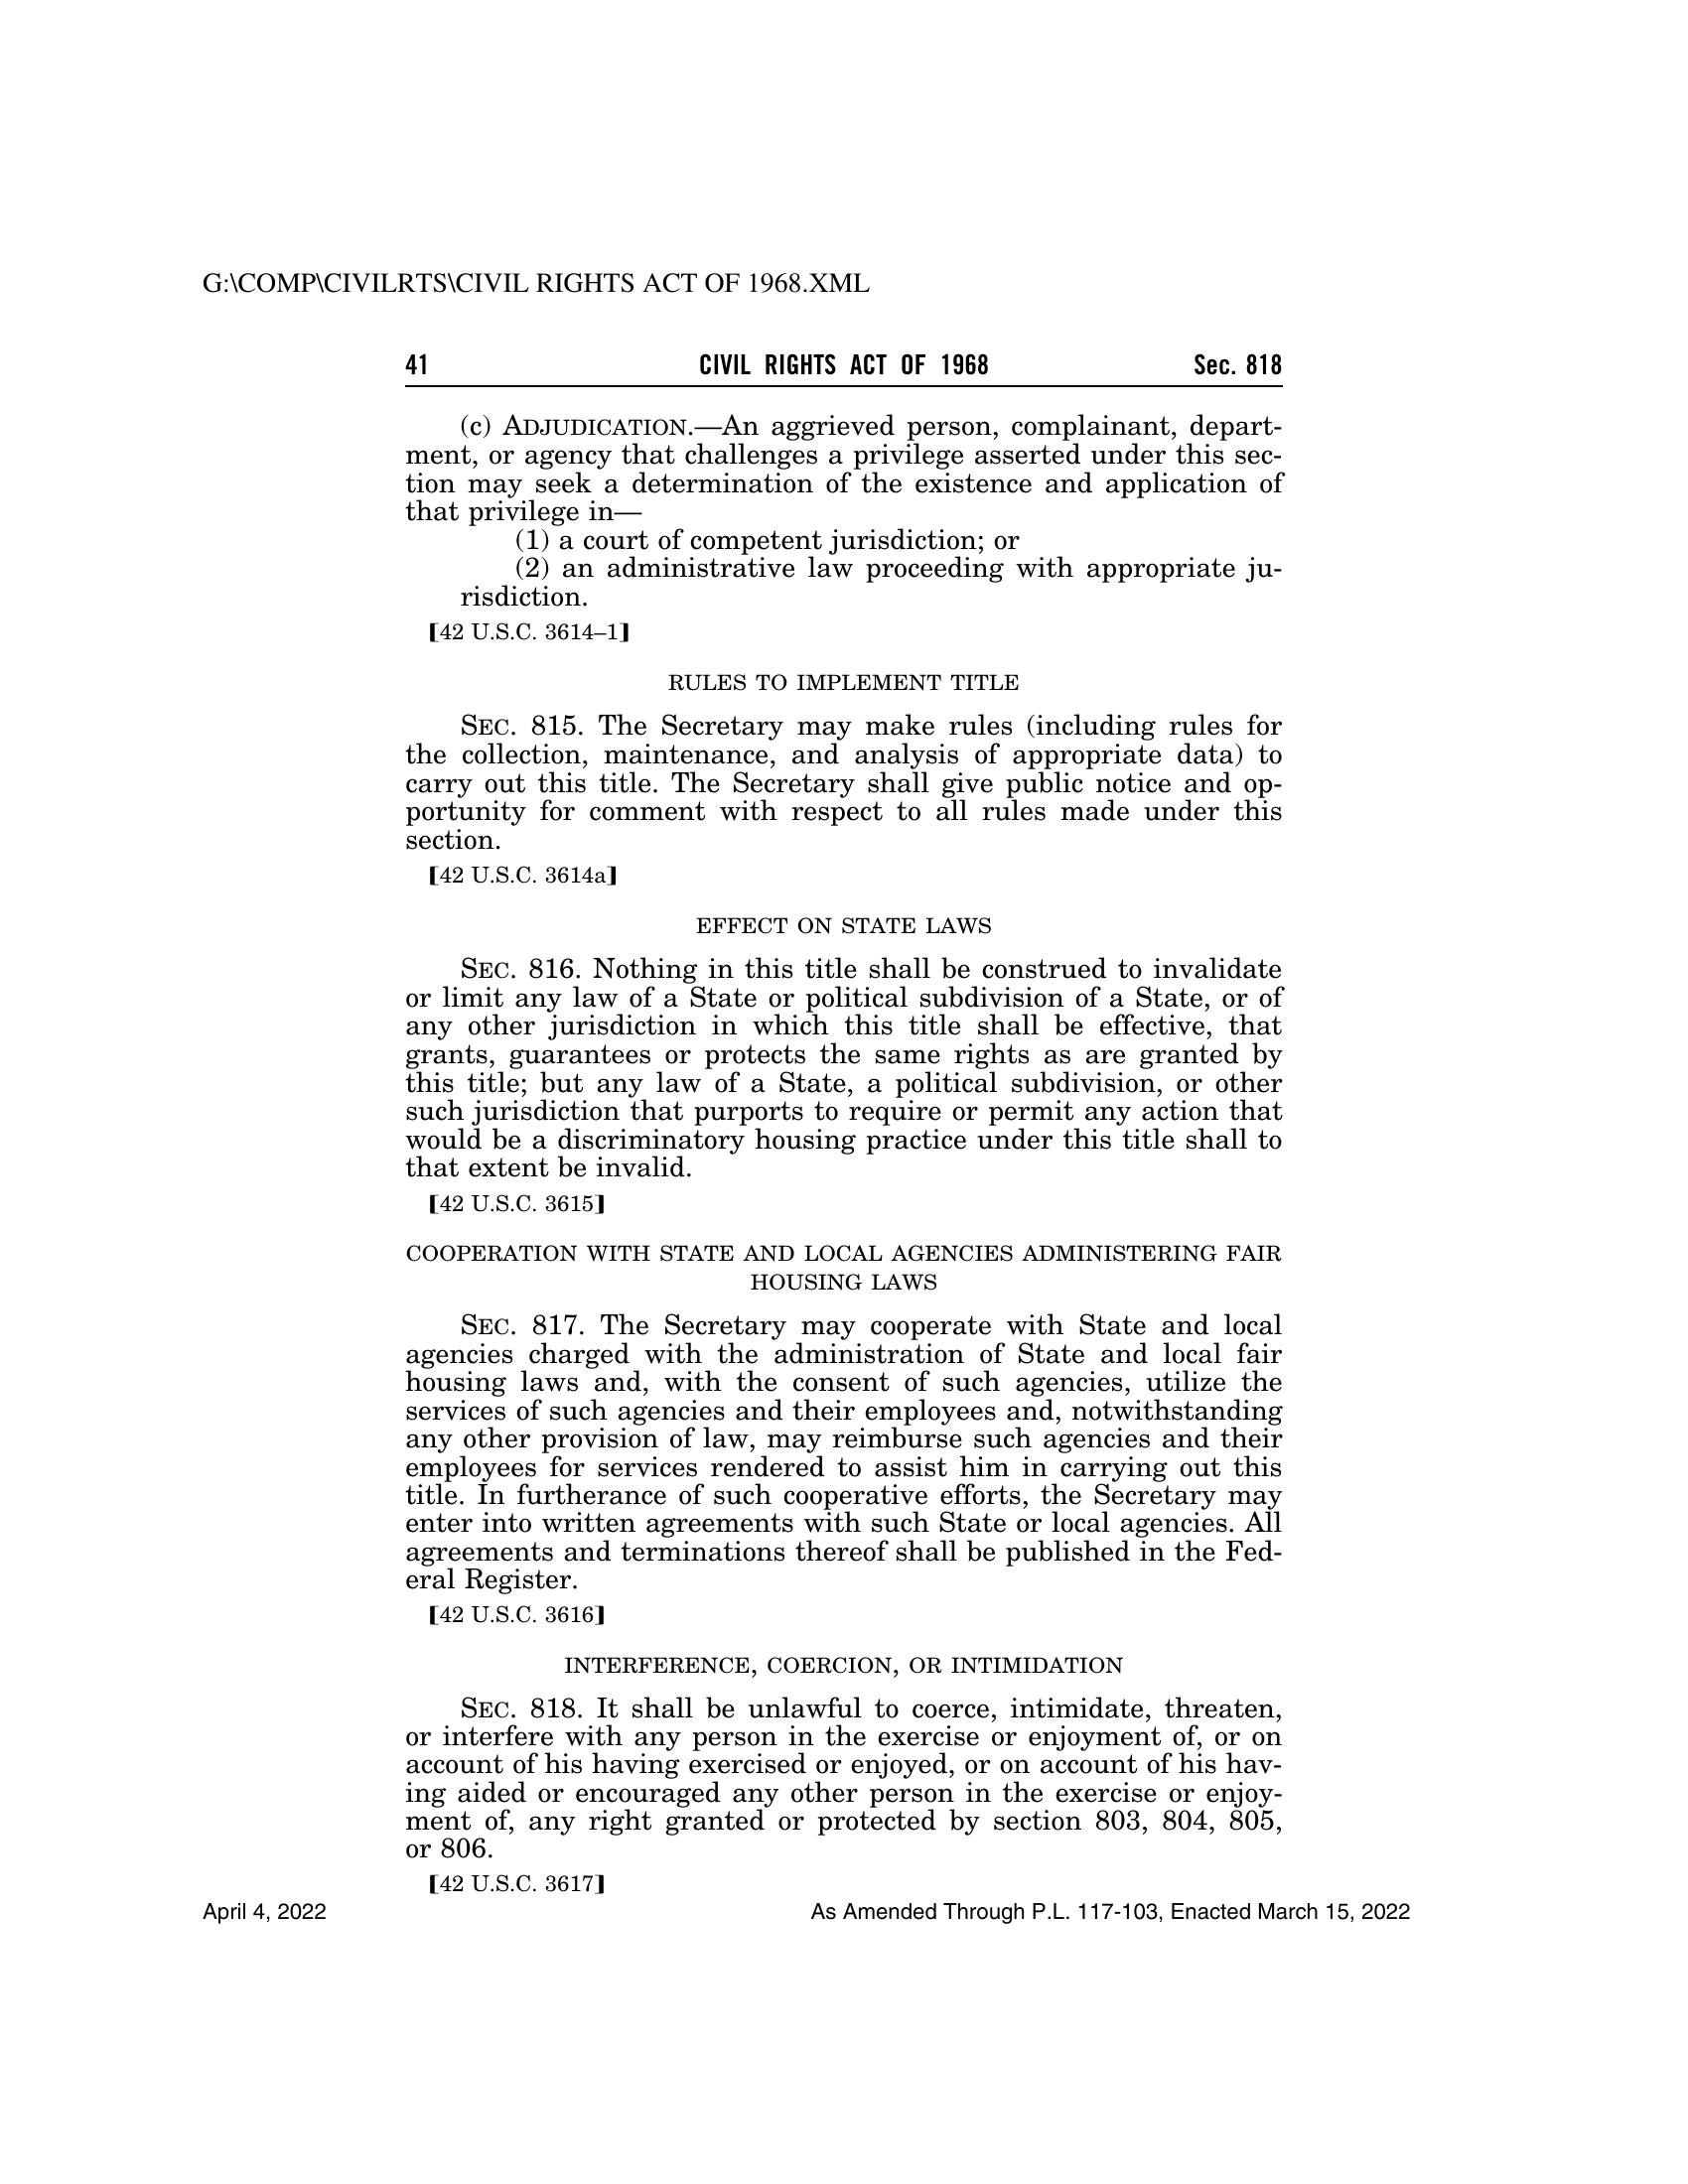 G:\COMP\CIVILRTS\CIVIL RIGHTS ACT OF 1968.XML
41 CIVIL RIGHTS ACT OF 1968 Sec. 818
(c) ADJUDICATION.—An aggrieved person, complainant, depart-
ment, or agency that challenges a privilege asserted under this sec-
tion may seek a determination of the existence and application of
that privilege in—
(1) a court of competent jurisdiction; or
(2) an administrative law proceeding with appropriate ju-
risdiction.
【42 U.S.C. 3614–1】
RULES TO IMPLEMENT TITLE
SEC. 815. The Secretary may make rules (including rules for
the collection, maintenance, and analysis of appropriate data) to
carry out this title. The Secretary shall give public notice and op-
portunity for comment with respect to all rules made under this
section.
【42 U.S.C. 3614a】
EFFECT ON STATE LAWS
SEC. 816. Nothing in this title shall be construed to invalidate
or limit any law of a State or political subdivision of a State, or of
any other jurisdiction in which this title shall be effective, that
grants, guarantees or protects the same rights as are granted by
this title; but any law of a State, a political subdivision, or other
such jurisdiction that purports to require or permit any action that
would be a discriminatory housing practice under this title shall to
that extent be invalid.
【42 U.S.C. 3615】
COOPERATION WITH STATE AND LOCAL AGENCIES ADMINISTERING FAIR
HOUSING LAWS
SEC. 817. The Secretary may cooperate with State and local
agencies charged with the administration of State and local fair
housing laws and, with the consent of such agencies, utilize the
services of such agencies and their employees and, notwithstanding
any other provision of law, may reimburse such agencies and their
employees for services rendered to assist him in carrying out this
title. In furtherance of such cooperative efforts, the Secretary may
enter into written agreements with such State or local agencies. All
agreements and terminations thereof shall be published in the Fed-
eral Register.
【42 U.S.C. 3616】
INTERFERENCE, COERCION, OR INTIMIDATION
SEC. 818. It shall be unlawful to coerce, intimidate, threaten,
or interfere with any person in the exercise or enjoyment of, or on
account of his having exercised or enjoyed, or on account of his hav-
ing aided or encouraged any other person in the exercise or enjoy-
ment of, any right granted or protected by section 803, 804, 805,
or 806.
【42 U.S.C. 3617】
April 4, 2022 As Amended Through P.L. 117-103, Enacted March 15, 2022